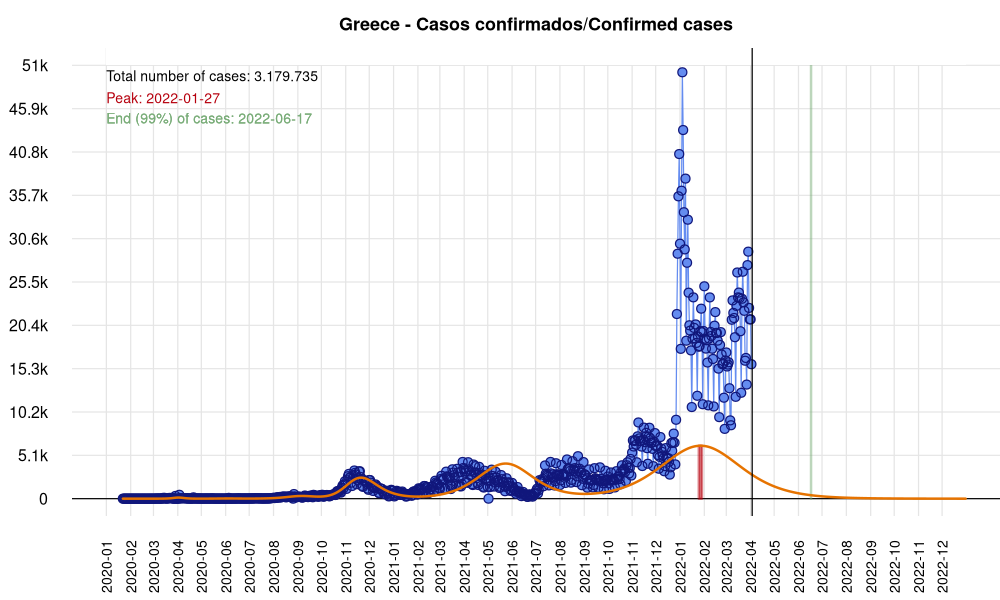 Greece - Casos confirmados/Confirmed cases
51k
Total number of cases: 3.179.735
Peak: 2022-01-27
End (99%) of cases: 2022-06-17
45.9k
40.8k
35.7k
30.6k
25.5k
20.4k
15.3k
10.2k
5.1k
0
2020-01
2020-02
2020-03
2020-04
2020-05
2020-06
2020-07
2020-08
2020-09
2020-10
2020-11
2020-12
2021-01
2021-02
2021-03
2021-04
2021-05
2021-06
2021-07
2021-08
2021-09
2021-10
2021-11
2021-12
2022-01
2022-02
2022-03
2022-04
2022-05
2022-06
2022-07
2022-08
2022-09
2022-10
2022-11
2022-12